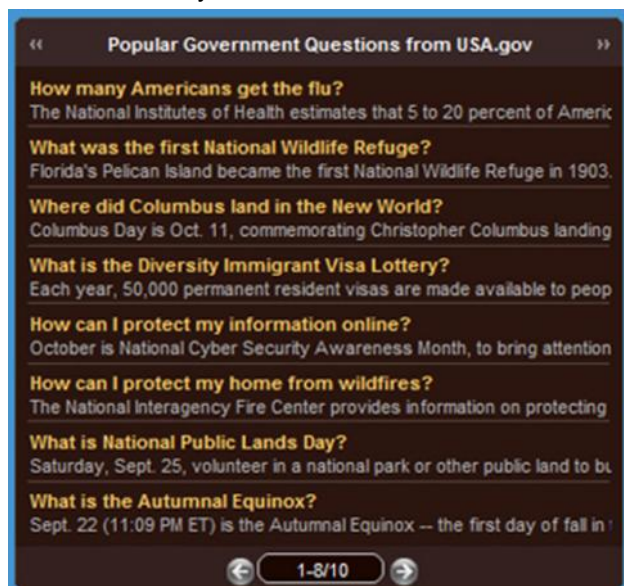 « Popular Government Questions from USA.gov »
How many Americans get the flu?
The National Institutes of Health estimates that 5 to 20 percent of Americ
What was the first National Wildlife Refuge?
Florida's Pelican Island became the first National Wildlife Refuge in 1903.
Where did Columbus land in the New World?
Columbus Day is Oct. 11, commemorating Christopher Columbus landing
What is the Diversity Immigrant Visa Lottery?
Each year, 50,000 permanent resident visas are made available to peop
How can I protect my information online?
October is National Cyber Security Awareness Month, to bring attention
How can I protect my home from wildfires?
The National Interagency Fire Center provides information on protecting
What is National Public Lands Day?
Saturday, Sept. 25, volunteer in a national park or other public land to bu
What is the Autumnal Equinox?
Sept. 22 (11:09 PM ET) is the Autumnal Equinox -- the first day of fall in
1-8/10